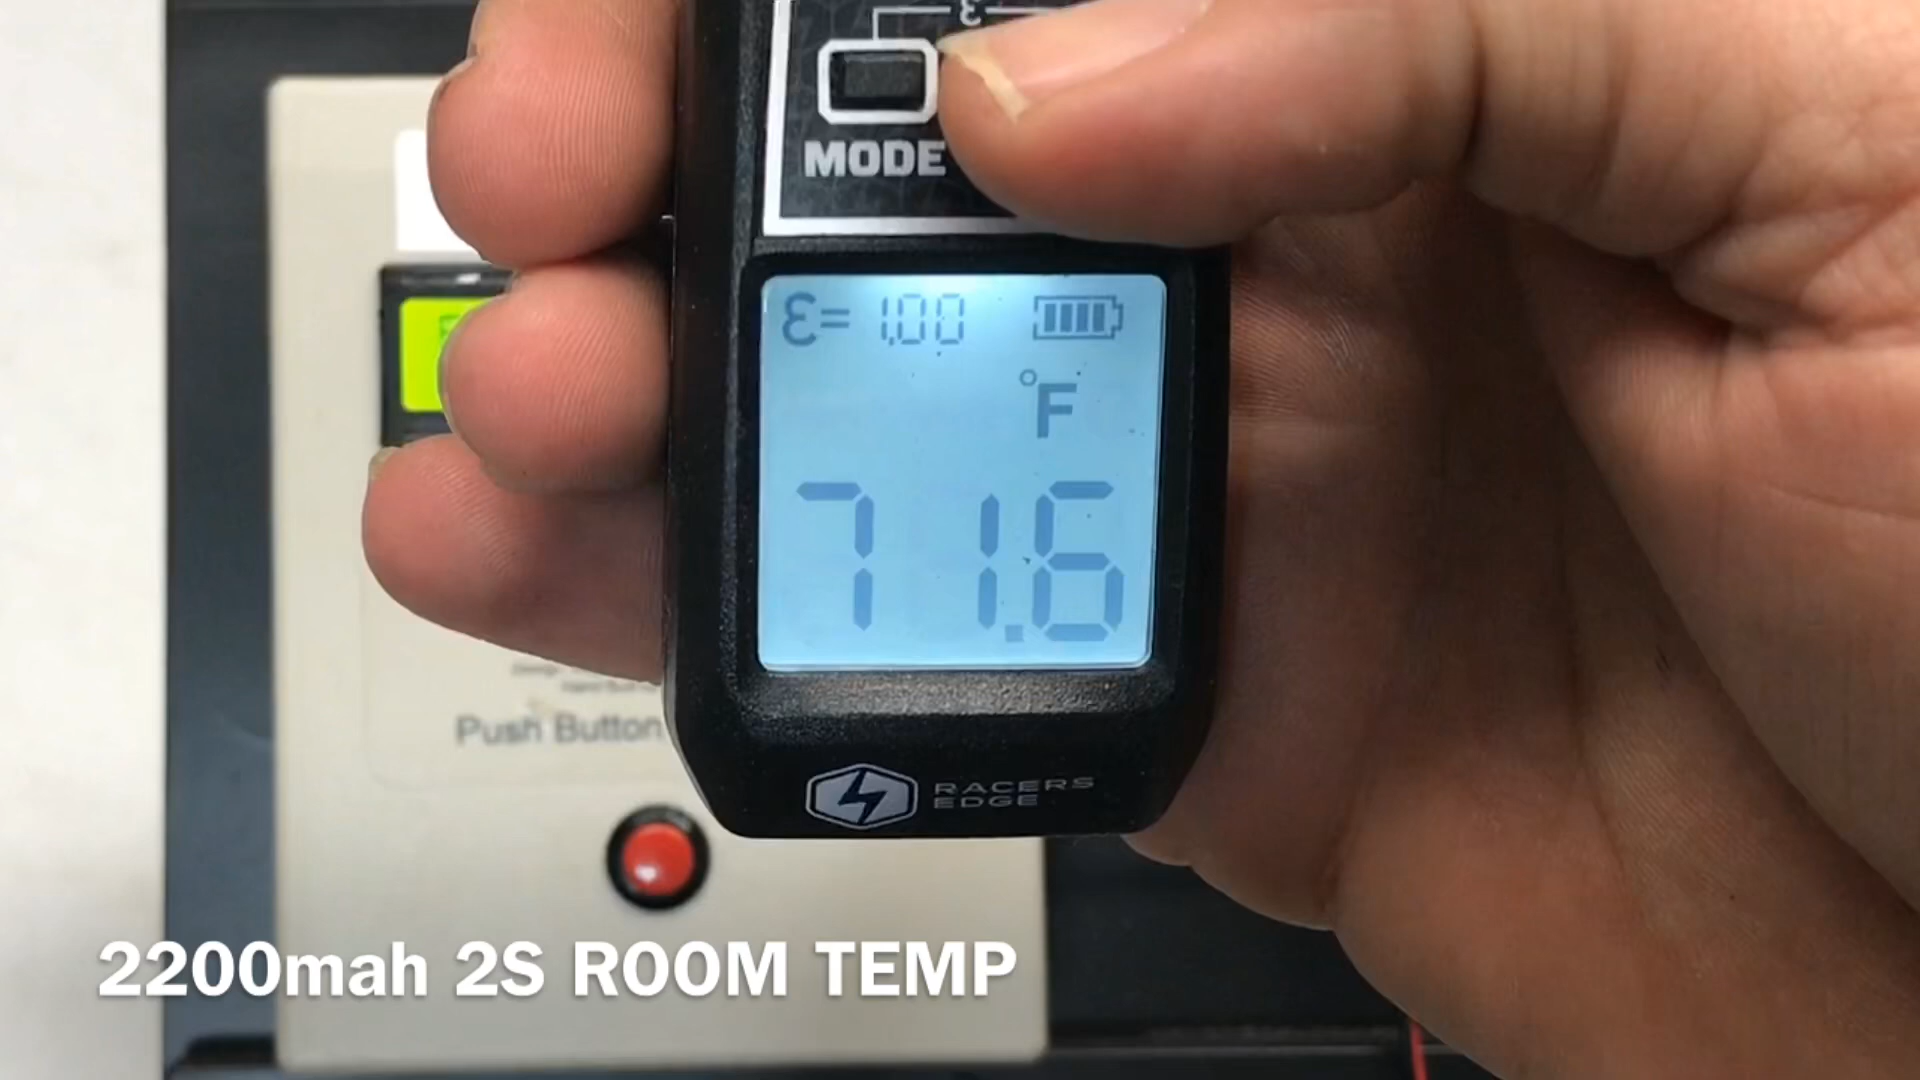 ε
MODE
ε= 1.00
°F
71.6
Push Button
RACERS
EDGE
2200mah 2S ROOM TEMP